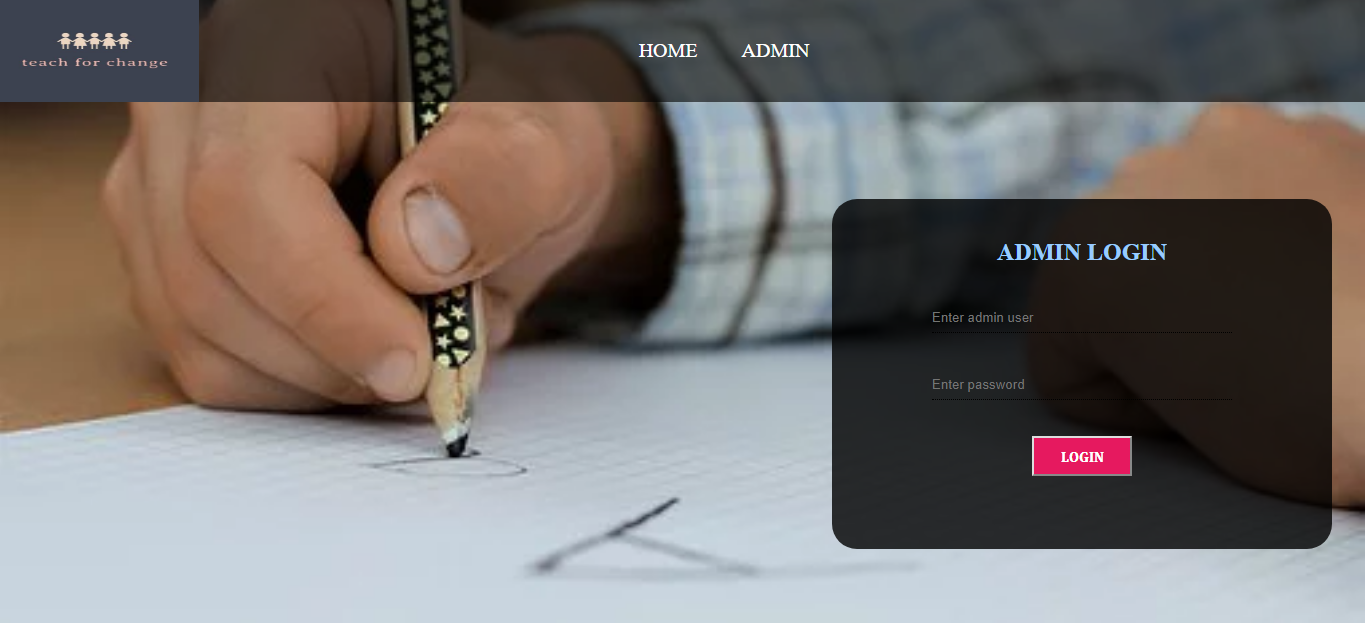 teach for change
HOME ADMIN
ADMIN LOGIN
Enter admin user
Enter password
LOGIN